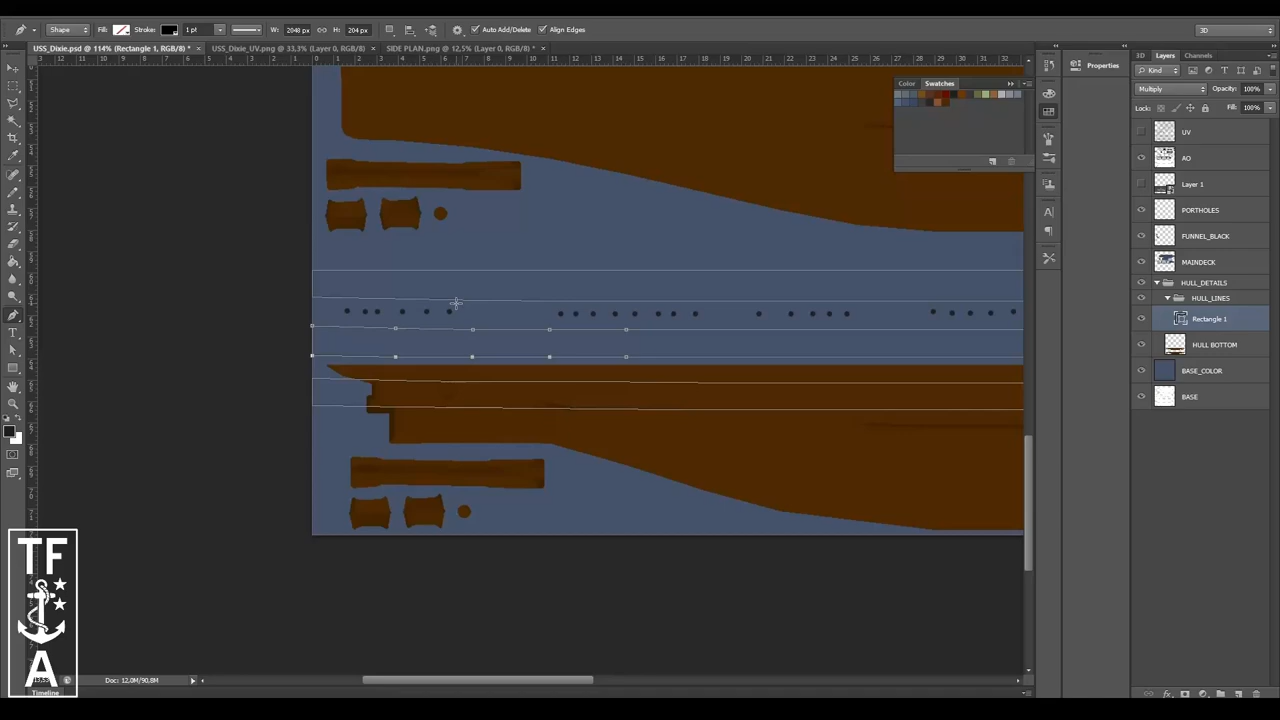 Shape Fill: Stroke: 1 pt W: 2048 px H: 204 px Auto Add/Delete Align Edges 3D
USS_Dixie.psd @ 114% (Rectangle 1, RGB/8) * × USS_Dixie_UV.png @ 33,3% (Layer 0, RGB/8) × SIDE PLAN.png @ 12,5% (Layer 0, RGB/8) * ×
Properties
Layers Channels
Kind
Color Swatches
Multiply Opacity: 100%
Lock: Fill: 100%
UV
AO
Layer 1
PORTHOLES
FUNNEL_BLACK
MAINDECK
HULL_DETAILS
HULL_LINES
Rectangle 1
HULL BOTTOM
BASE_COLOR
BASE
TF
A
Doc: 12,0M/90,8M
Timeline